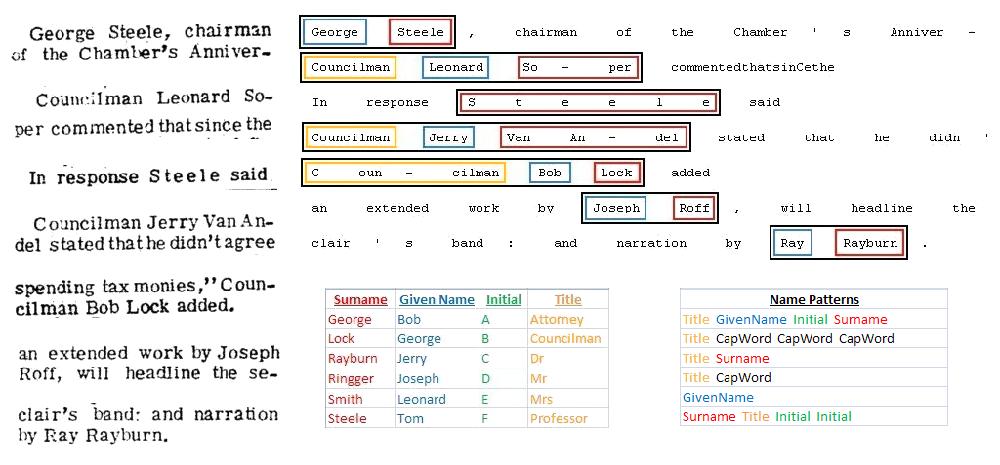 George Steele, chairman
of the Chamber's Anniver-
Councilman Leonard So-
per commented that since the
In response Steele said
Councilman Jerry Van An-
del stated that he didn't agree
spending tax monies," Coun-
cilman Bob Lock added.
an extended work by Joseph
Roff, will headline the se-
clair's band: and narration
by Ray Rayburn.
George Steele , chairman of the Chamber ' s Anniver -
Councilman Leonard So - per commentedthatsinCethe
In response S t e e l e said
Councilman Jerry Van An - del stated that he didn '
C oun - cilman Bob Lock added
an extended work by Joseph Roff , will headline the
clair ' s band : and narration by Ray Rayburn .
Surname Given Name Initial Title
George Bob A Attorney
Lock George B Councilman
Rayburn Jerry C Dr
Ringger Joseph D Mr
Smith Leonard E Mrs
Steele Tom F Professor
Name Patterns
Title GivenName Initial Surname
Title CapWord CapWord CapWord
Title Surname
Title CapWord
GivenName
Surname Title Initial Initial